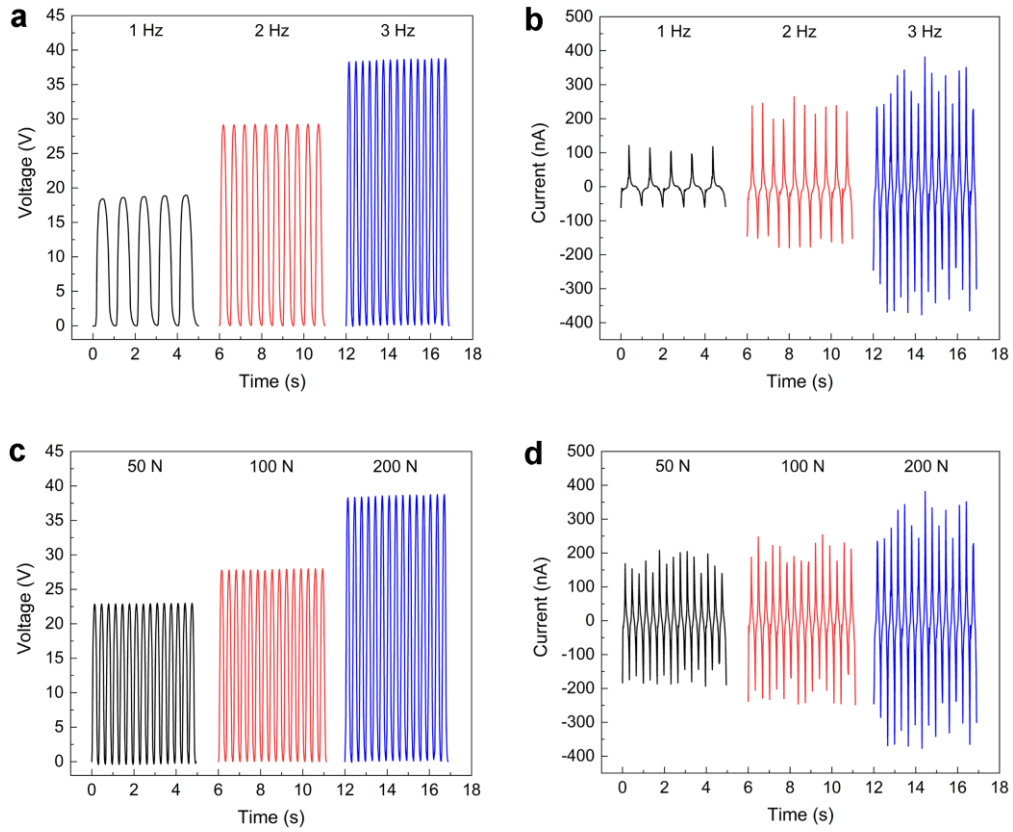 a
1 Hz 2 Hz 3 Hz
45
40
35
30
25
20
15
10
5
0
Voltage (V)
0 2 4 6 8 10 12 14 16 18
Time (s)
b
1 Hz 2 Hz 3 Hz
500
400
300
200
100
0
-100
-200
-300
-400
Current (nA)
0 2 4 6 8 10 12 14 16 18
Time (s)
c
50 N 100 N 200 N
45
40
35
30
25
20
15
10
5
0
Voltage (V)
0 2 4 6 8 10 12 14 16 18
Time (s)
d
50 N 100 N 200 N
500
400
300
200
100
0
-100
-200
-300
-400
Current (nA)
0 2 4 6 8 10 12 14 16 18
Time (s)